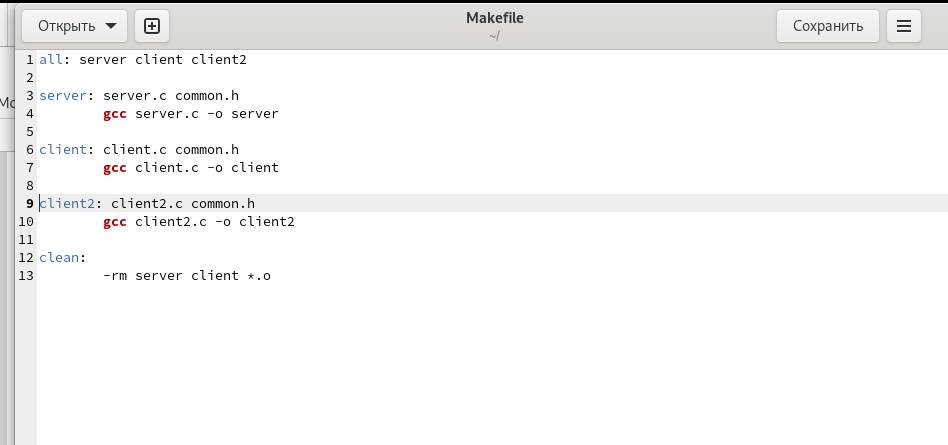 Открыть
Makefile
~/
Сохранить
Мо
1 all: server client client2
2
3 server: server.c common.h
4 gcc server.c -o server
5
6 client: client.c common.h
7 gcc client.c -o client
8
9 client2: client2.c common.h
10 gcc client2.c -o client2
11
12 clean:
13 -rm server client *.o